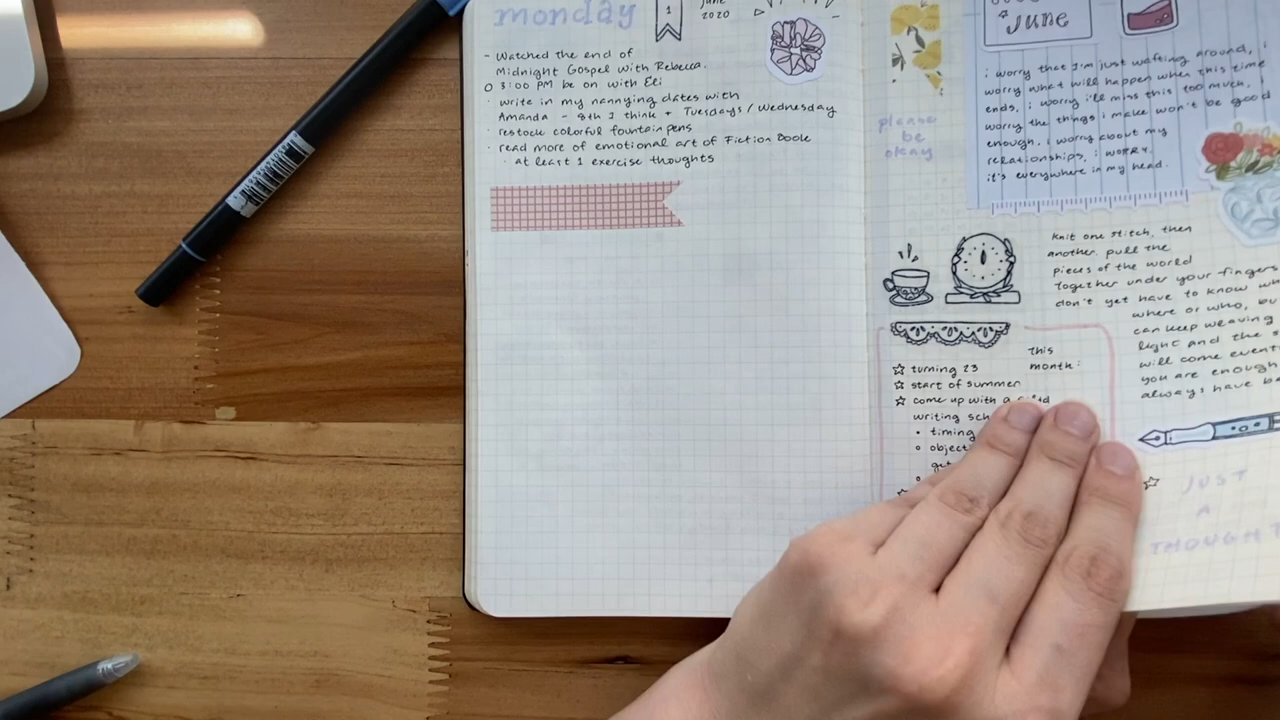 monday
1
June
2020
- Watched the end of
Midnight Gospel with Rebecca.
O 3:00 PM be on with Eli
· write in my nannying dates with
Amanda - 8th I think + Tuesdays / Wednesday
· restock colorful fountain pens
· read more of emotional art of Fiction Book
· at least 1 exercise thoughts
please
be
okay
June
i worry that I'm just wafting around, i
worry what will happen when this time
ends, i worry i'll miss this too much, i
worry the things i make won't be good
enough. i worry about my
relationships, i WORRY.
it's everywhere in my head.
Knit one stitch, then
another. pull the
pieces of the world
together under your fingers
don't yet have to know
where or who, bu
can keep weaving
light and the s
will come event
you are enough
always have be
this
month:
☆ turning 23
☆ start of summer
☆ come up with a
writing sch
• timing
o object
ge
☆ JUST
A
THOUGHT